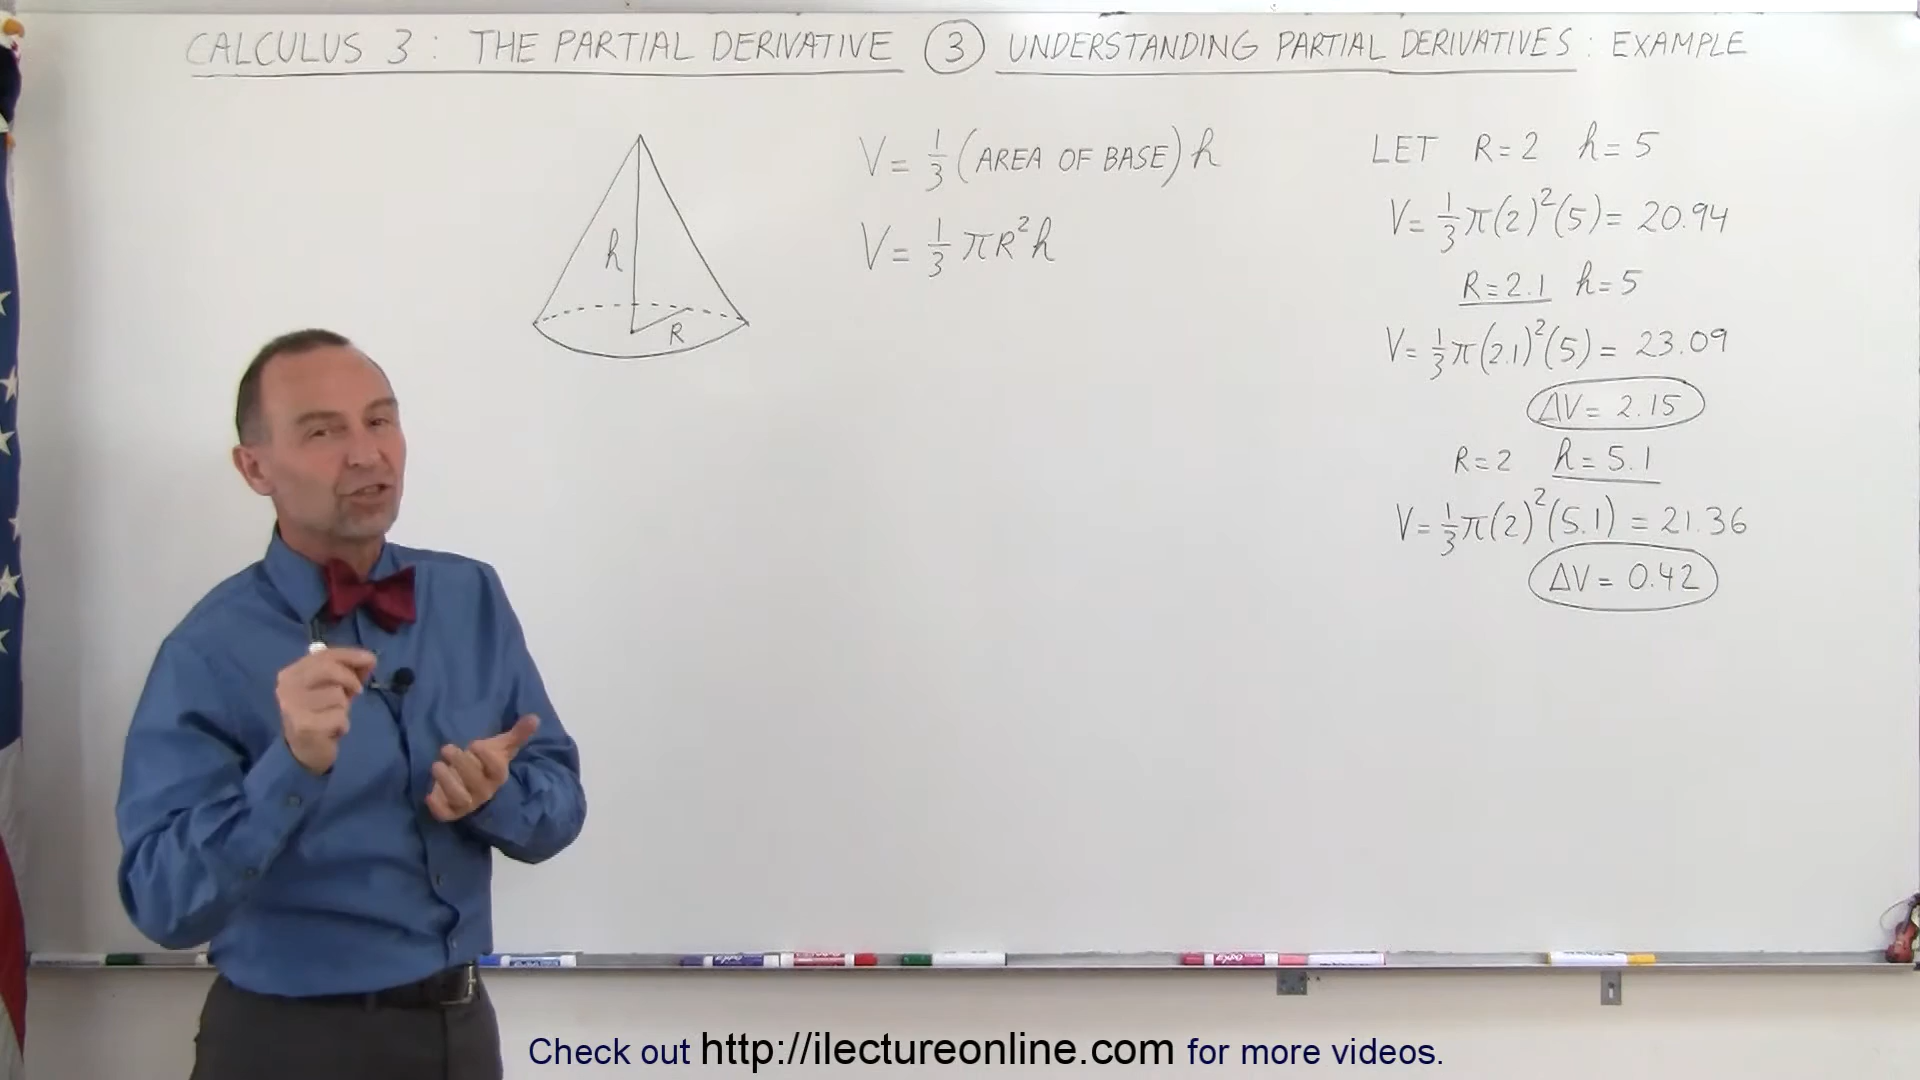 CALCULUS 3: THE PARTIAL DERIVATIVE ③ UNDERSTANDING PARTIAL DERIVATIVES: EXAMPLE
h
R
V = 1/3 (AREA OF BASE) h
V = 1/3 πR²h
LET R=2 h=5
V= 1/3 π(2)²(5) = 20.94
R=2.1 h=5
V= 1/3 π(2.1)²(5) = 23.09
ΔV = 2.15
R=2 h=5.1
V= 1/3 π(2)²(5.1) = 21.36
ΔV = 0.42
Check out http://ilectureonline.com for more videos.